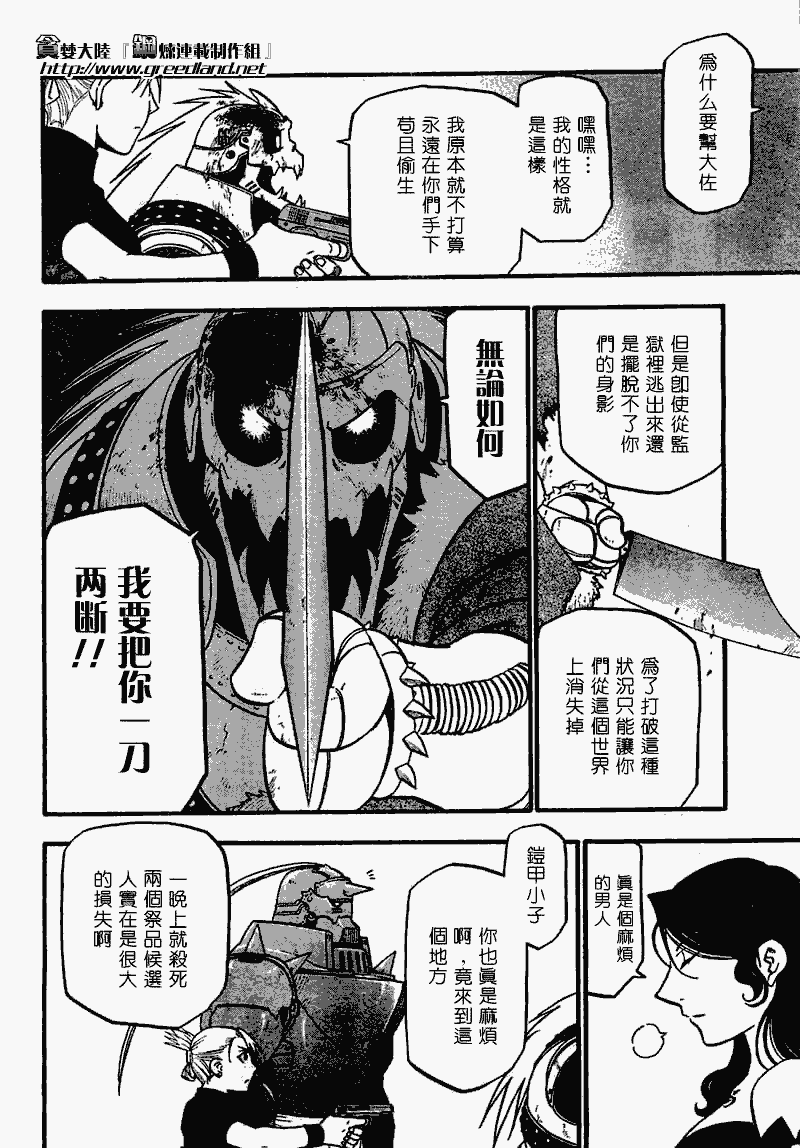 貪婪大陸『鋼煉連載制作組』
http://www.greedland.net
爲什么要幫大佐
嘿嘿…
我的性格就
是這樣
我原本就不打算
永遠在你們手下
苟且偷生
但是卽使從監
獄裡逃出來還
是擺脫不了你
們的身影
爲了打破這種
狀況只能讓你
們從這個世界
上消失掉
無論如何
我要把你一刀
两断!!
眞是個麻煩
的男人
鎧甲小子
你也眞是麻煩
啊，竟來到這
個地方
一晚上就殺死
兩個祭品候選
人實在是很大
的損失啊